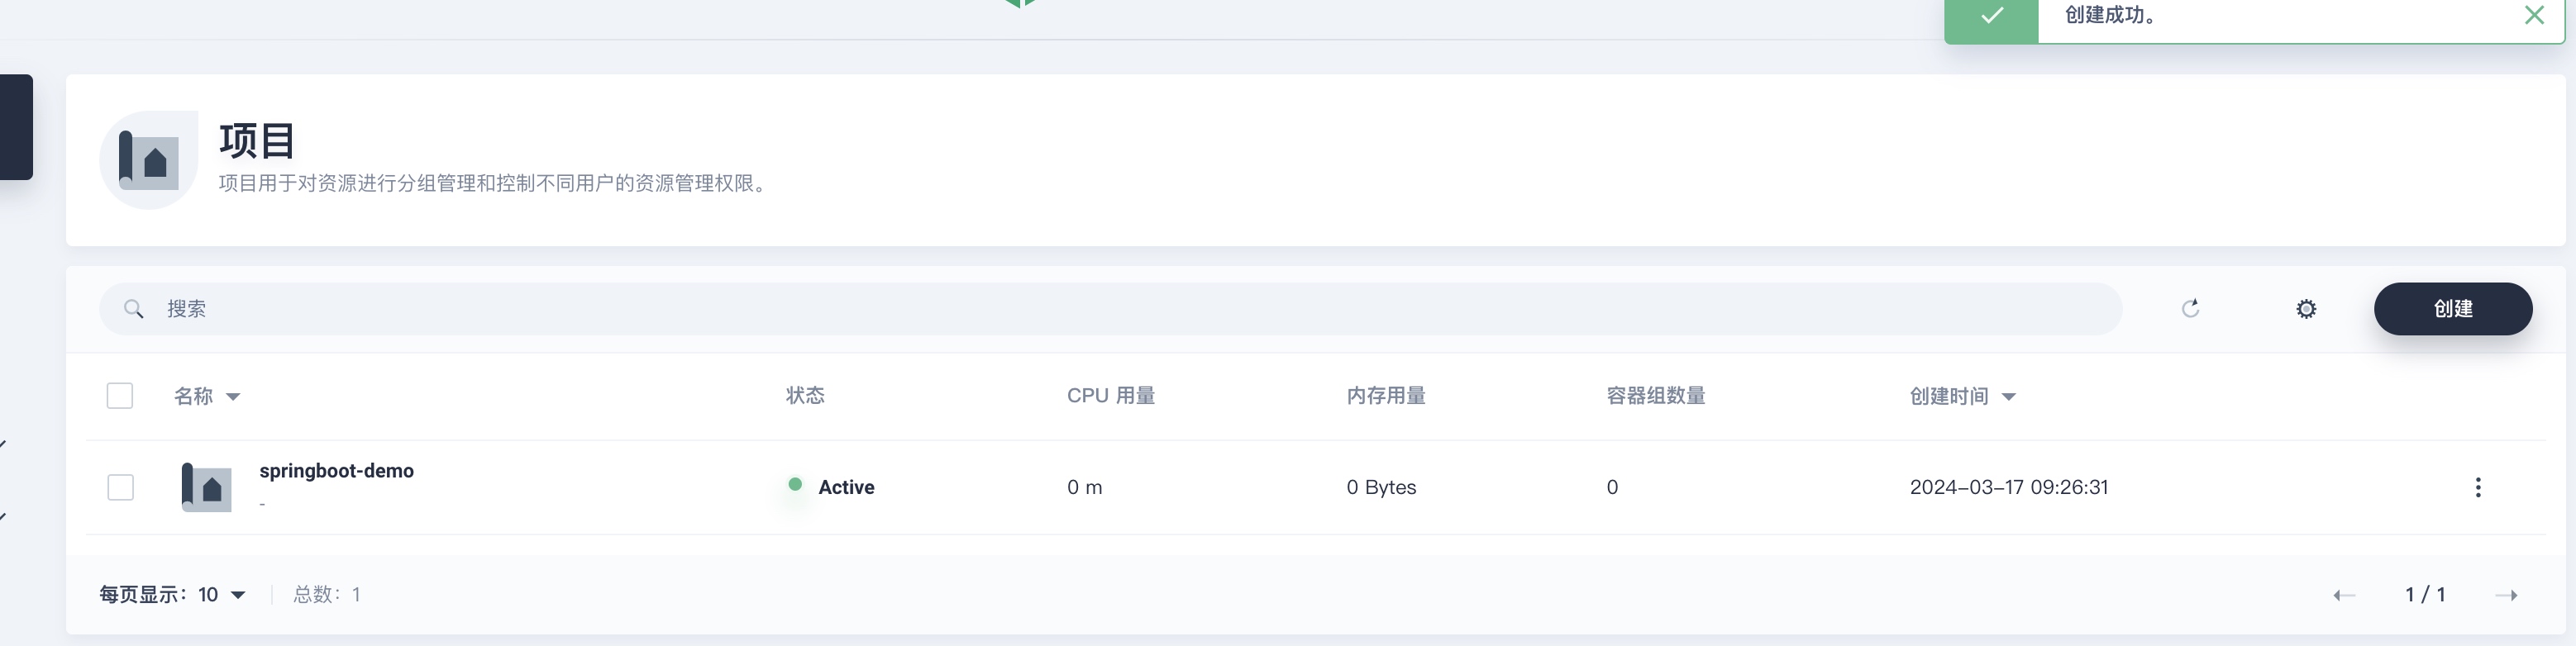 创建成功。
项目
项目用于对资源进行分组管理和控制不同用户的资源管理权限。
搜索
创建
名称 状态 CPU 用量 内存用量 容器组数量 创建时间
springboot-demo
-
Active 0 m 0 Bytes 0 2024-03-17 09:26:31
每页显示：10 总数：1 1 / 1